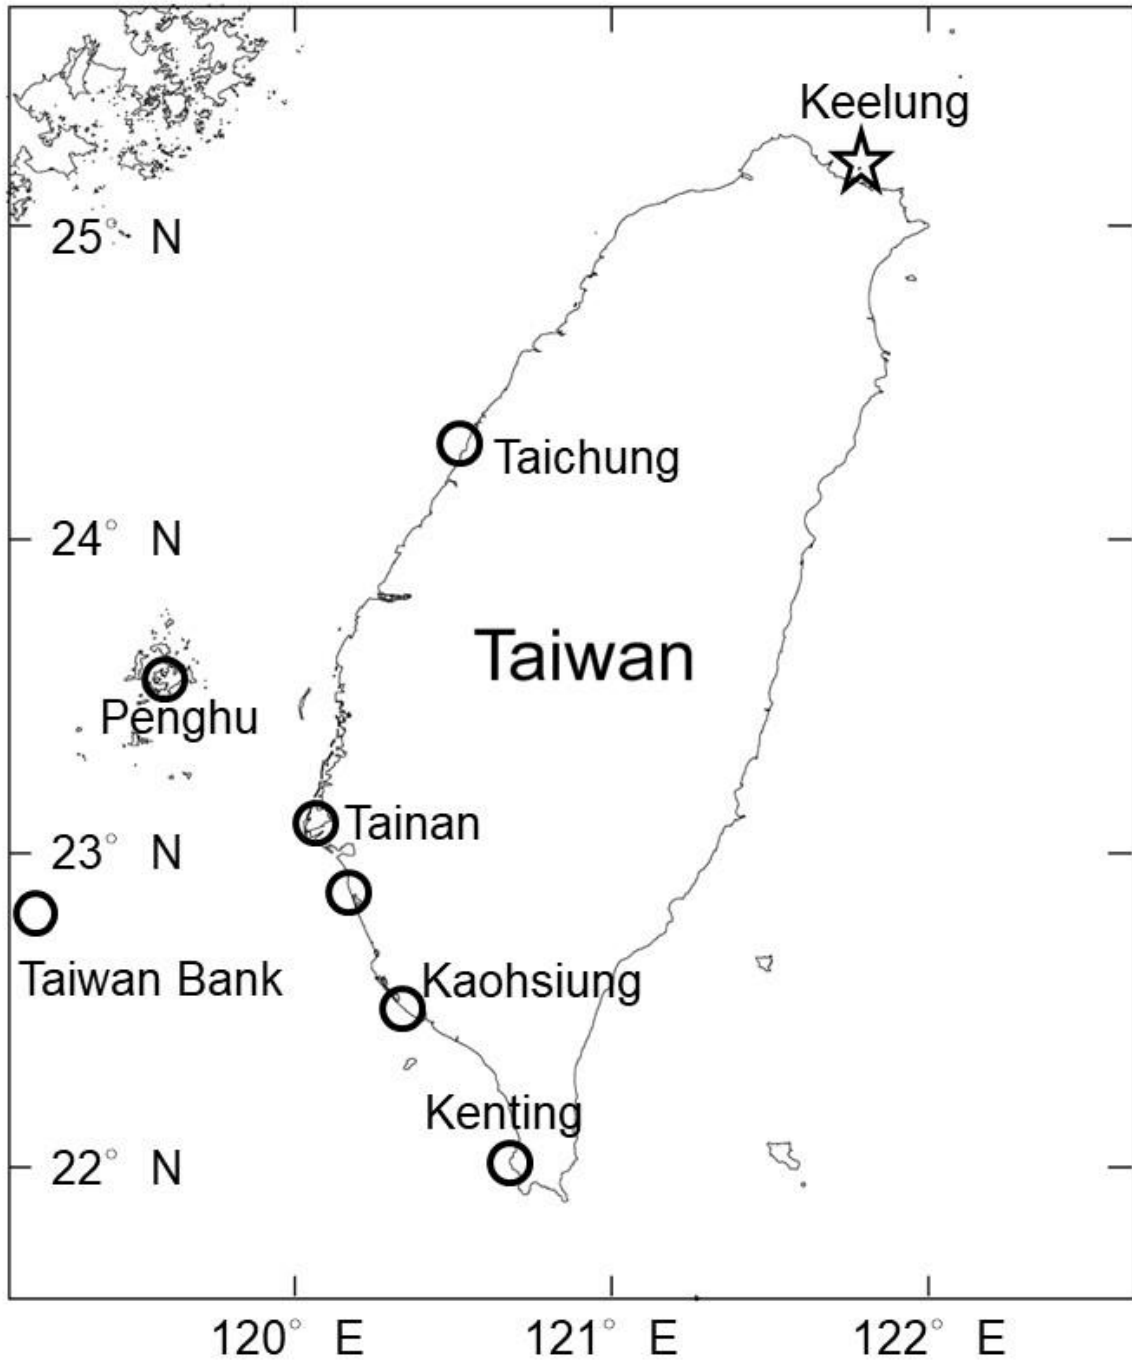 Keelung
25° N
Taichung
24° N
Taiwan
Penghu
Tainan
23° N
Taiwan Bank
Kaohsiung
Kenting
22° N
120° E 121° E 122° E